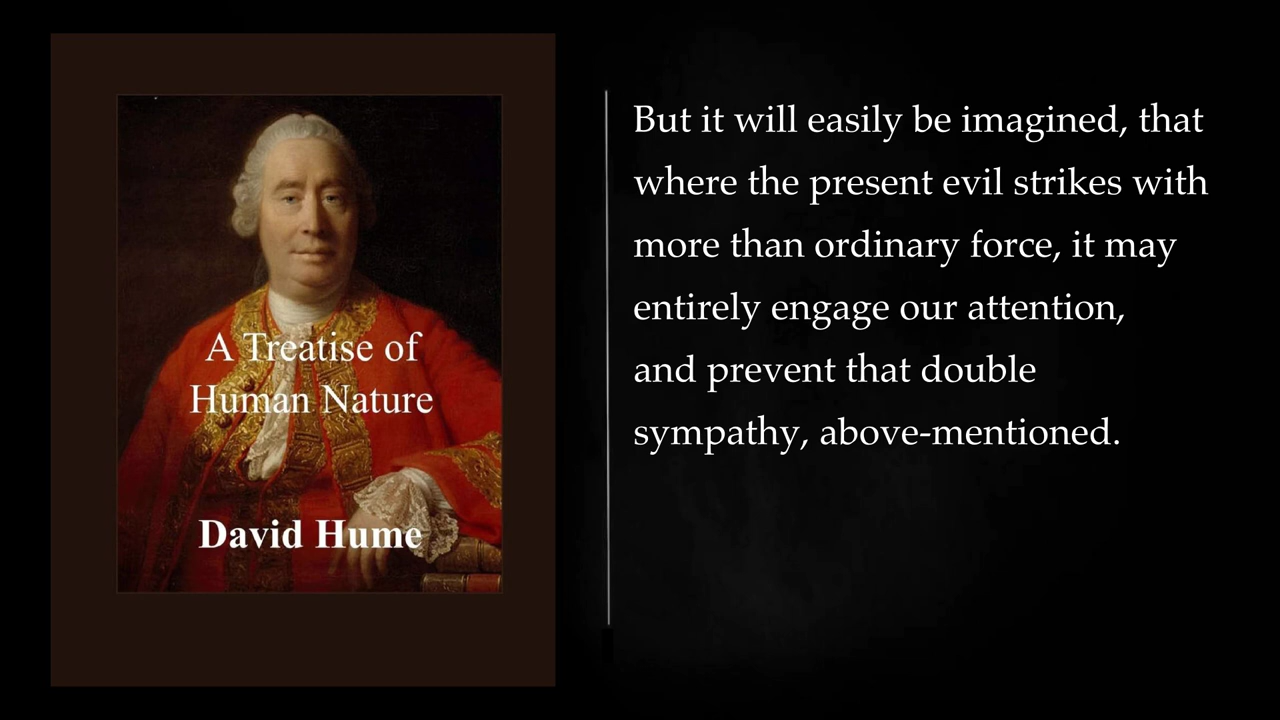 A Treatise of
Human Nature
David Hume
But it will easily be imagined, that
where the present evil strikes with
more than ordinary force, it may
entirely engage our attention,
and prevent that double
sympathy, above-mentioned.